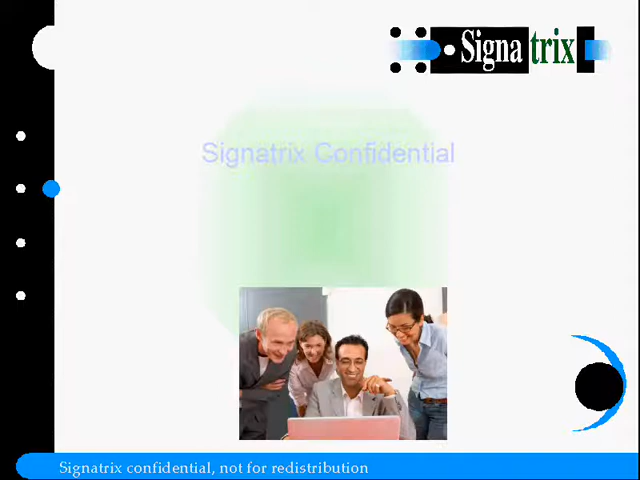 Signatrix
Signatrix Confidential
Signatrix confidential, not for redistribution